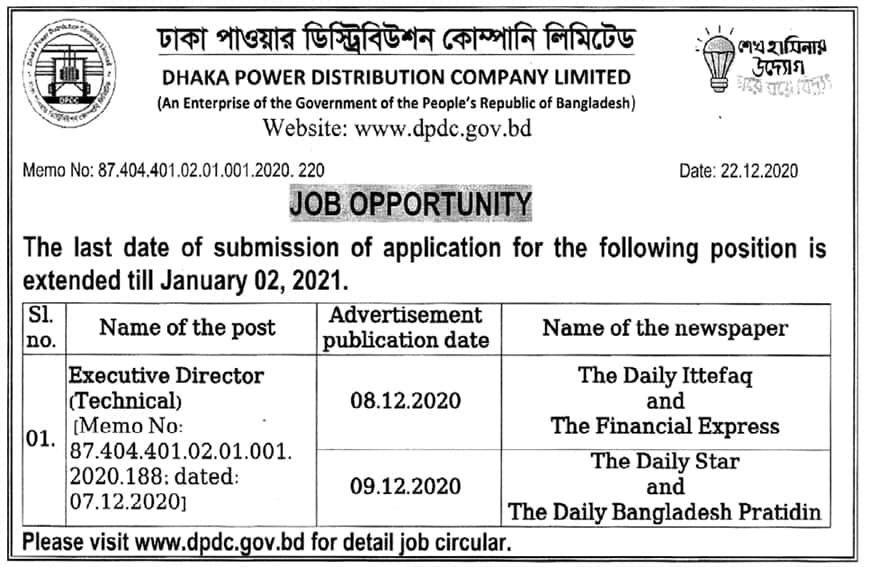 ঢাকা পাওয়ার ডিস্ট্রিবিউশন কোম্পানি লিমিটেড
DHAKA POWER DISTRIBUTION COMPANY LIMITED
(An Enterprise of the Government of the People's Republic of Bangladesh)
Website: www.dpdc.gov.bd
Dhaka Power Distribution Company Limited
DPDC
শেখ হাসিনার
উদ্যোগ
ঘরে ঘরে বিদ্যুৎ
Memo No: 87.404.401.02.01.001.2020. 220
Date: 22.12.2020
JOB OPPORTUNITY
The last date of submission of application for the following position is
extended till January 02, 2021.
Sl.
no.
Name of the post
Advertisement
publication date
Name of the newspaper
01.
Executive Director
(Technical)
[Memo No:
87.404.401.02.01.001.
2020.188; dated:
07.12.2020]
08.12.2020
The Daily Ittefaq
and
The Financial Express
09.12.2020
The Daily Star
and
The Daily Bangladesh Pratidin
Please visit www.dpdc.gov.bd for detail job circular.